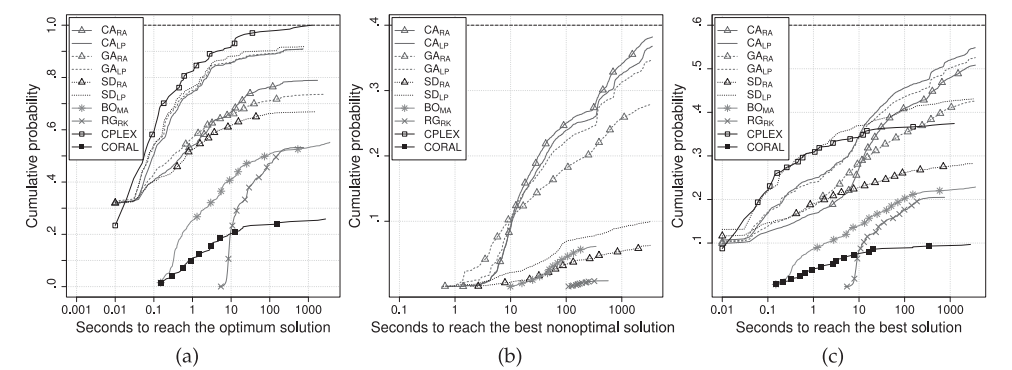 CA_RA
CA_LP
GA_RA
GA_LP
SD_RA
SD_LP
BO_MA
RG_RK
CPLEX
CORAL
Cumulative probability
1.0
.8
.6
.4
.2
.0
0.001
0.01
0.1
1
10
100
1000
Seconds to reach the optimum solution
(a)
CA_RA
CA_LP
GA_RA
GA_LP
SD_RA
SD_LP
BO_MA
RG_RK
CPLEX
CORAL
Cumulative probability
.4
.3
.2
.1
.0
0.1
1
10
100
1000
Seconds to reach the best nonoptimal solution
(b)
CA_RA
CA_LP
GA_RA
GA_LP
SD_RA
SD_LP
BO_MA
RG_RK
CPLEX
CORAL
Cumulative probability
.6
.5
.4
.3
.2
.1
.0
0.01
0.1
1
10
100
1000
Seconds to reach the best solution
(c)